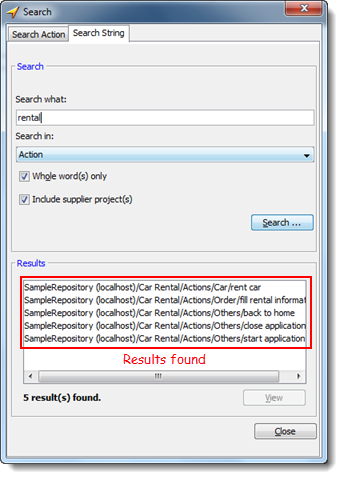 Search
Search Action Search String
Search
Search what:
rental
Search in:
Action
Whole word(s) only
Include supplier project(s)
Search ...
Results
SampleRepository (localhost)/Car Rental/Actions/Car/rent car
SampleRepository (localhost)/Car Rental/Actions/Order/fill rental informat
SampleRepository (localhost)/Car Rental/Actions/Others/back to home
SampleRepository (localhost)/Car Rental/Actions/Others/close application
SampleRepository (localhost)/Car Rental/Actions/Others/start application
Results found
5 result(s) found.
View
Close